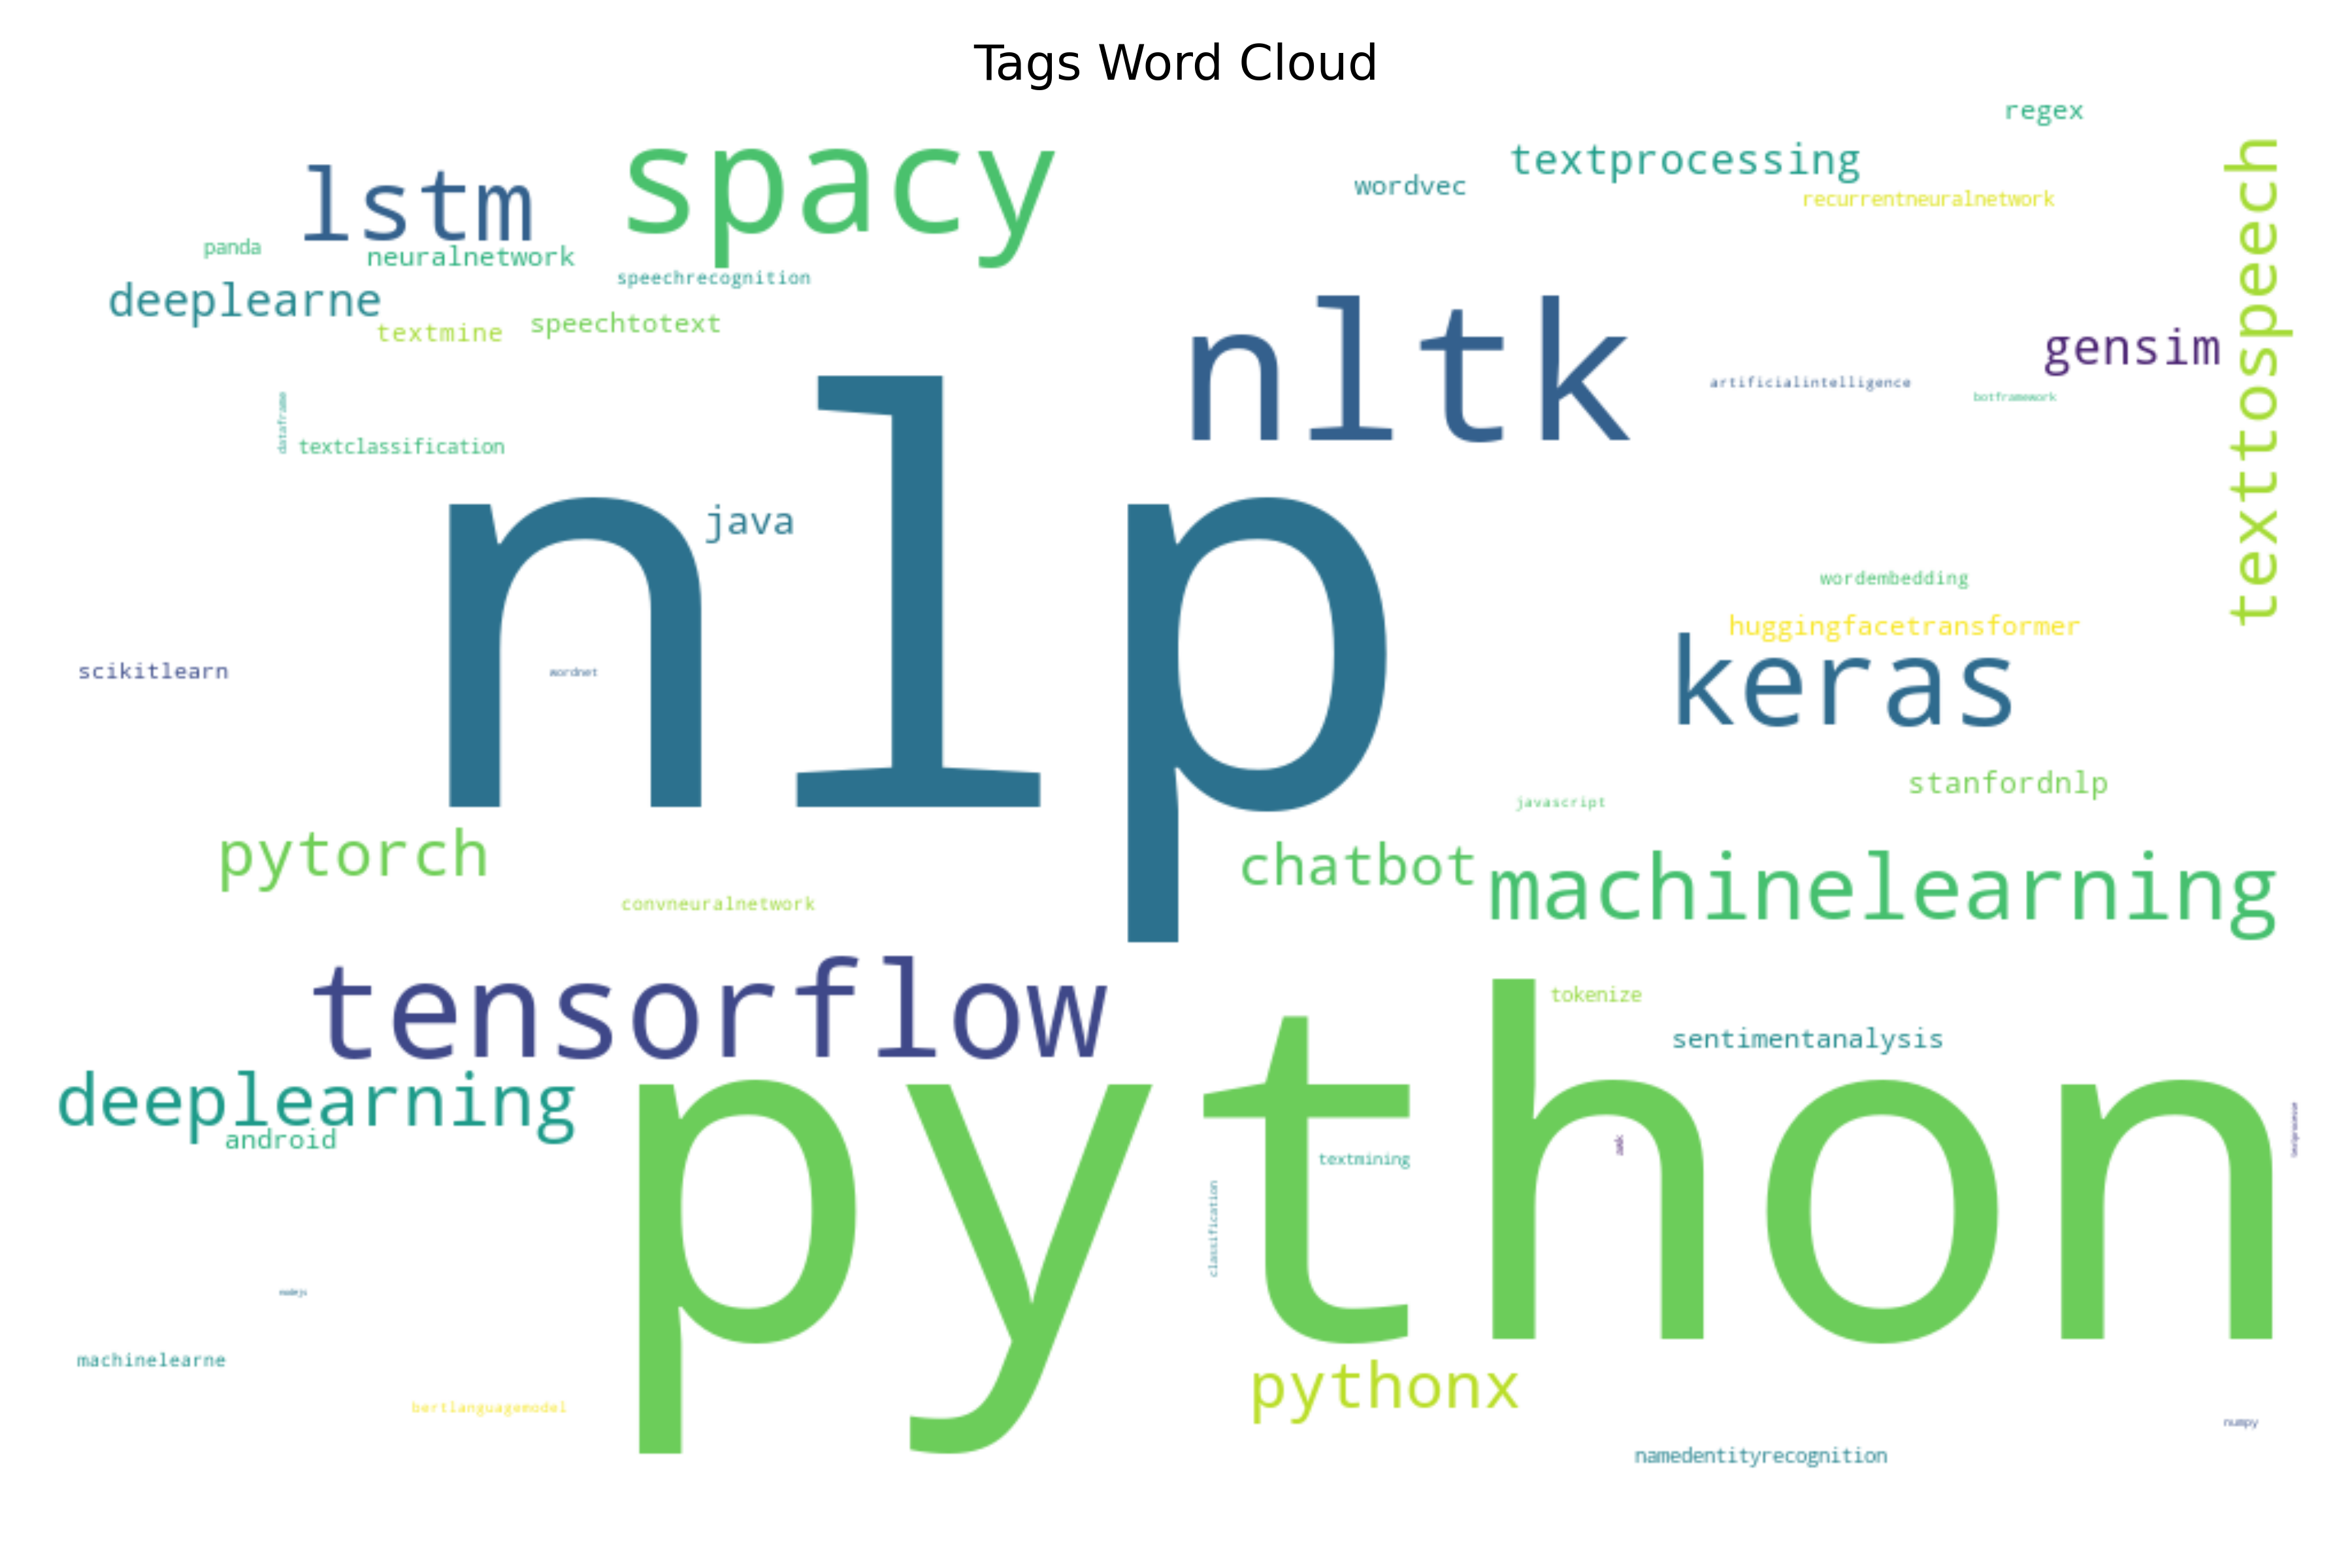 Tags Word Cloud
regex
textprocessing
spacy
lstm
wordvec
recurrentneuralnetwork
texttospeech
panda
neuralnetwork
speechrecognition
deeplearne
textmine
speechtotext
nltk
gensim
artificialintelligence
botframework
dataframe
textclassification
nlp
java
wordembedding
huggingfacetransformer
scikitlearn
wordnet
keras
stanfordnlp
javascript
pytorch
chatbot
machinelearning
convneuralnetwork
tensorflow
tokenize
sentimentanalysis
deeplearning
android
python
textmining
awk
classification
nodejs
machinelearne
pythonx
bertlanguagemodel
numpy
namedentityrecognition